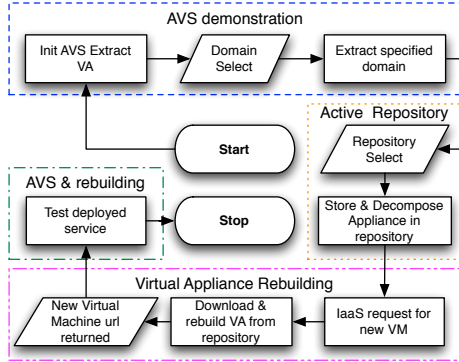 AVS demonstration
Init AVS Extract
VA
Domain
Select
Extract specified
domain
Start
Active Repository
Repository
Select
Store & Decompose
Appliance in
repository
AVS & rebuilding
Test deployed
service
Stop
Virtual Appliance Rebuilding
New Virtual
Machine url
returned
Download &
rebuild VA from
repository
IaaS request for
new VM